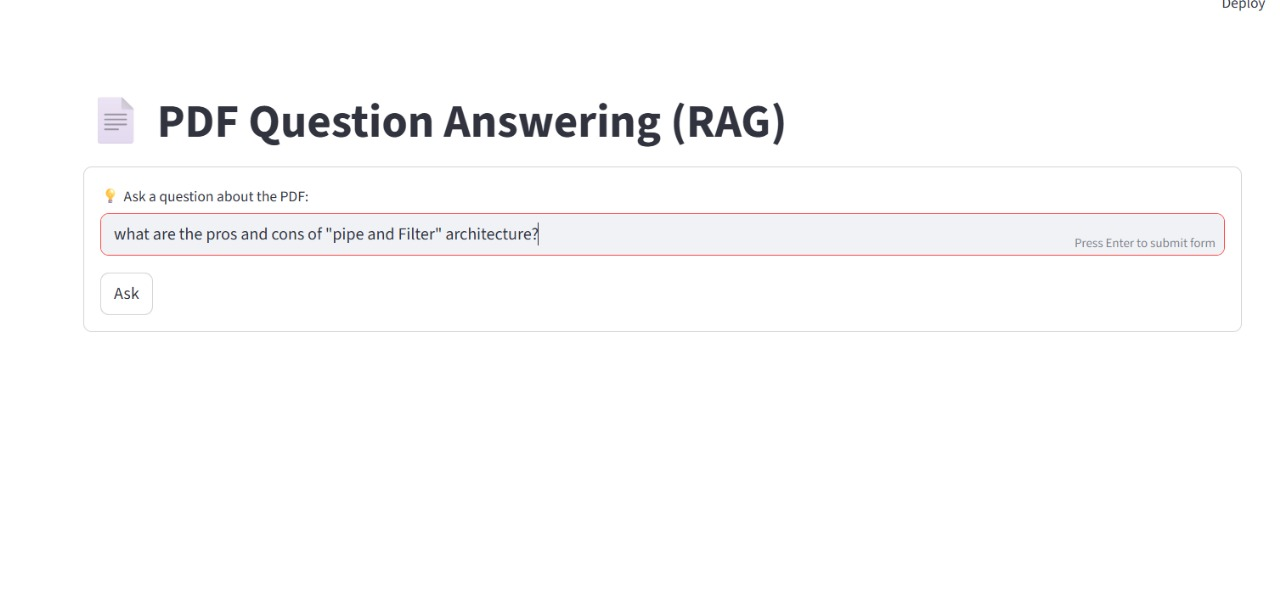 Deploy
PDF Question Answering (RAG)
Ask a question about the PDF:
what are the pros and cons of "pipe and Filter" architecture?
Press Enter to submit form
Ask